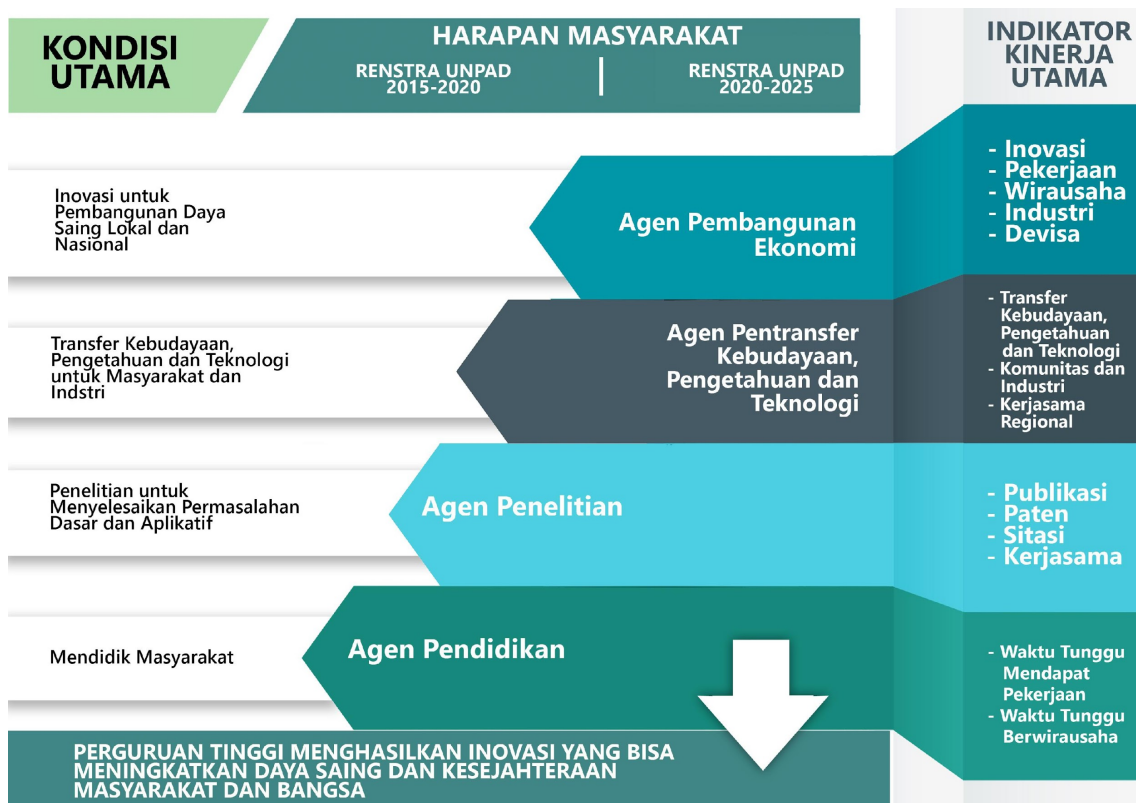 KONDISI
UTAMA
HARAPAN MASYARAKAT
RENSTRA UNPAD
2015-2020
RENSTRA UNPAD
2020-2025
INDIKATOR
KINERJA
UTAMA
Inovasi untuk
Pembangunan Daya
Saing Lokal dan
Nasional
Agen Pembangunan
Ekonomi
- Inovasi
- Pekerjaan
- Wirausaha
- Industri
- Devisa
Transfer Kebudayaan,
Pengetahuan dan Teknologi
untuk Masyarakat dan
Indstri
Agen Pentransfer
Kebudayaan,
Pengetahuan dan
Teknologi
- Transfer
Kebudayaan,
Pengetahuan
dan Teknologi
- Komunitas dan
Industri
- Kerjasama
Regional
Penelitian untuk
Menyelesaikan Permasalahan
Dasar dan Aplikatif
Agen Penelitian
- Publikasi
- Paten
- Sitasi
- Kerjasama
Mendidik Masyarakat
Agen Pendidikan
- Waktu Tunggu
Mendapat
Pekerjaan
- Waktu Tunggu
Berwirausaha
PERGURUAN TINGGI MENGHASILKAN INOVASI YANG BISA
MENINGKATKAN DAYA SAING DAN KESEJAHTERAAN
MASYARAKAT DAN BANGSA